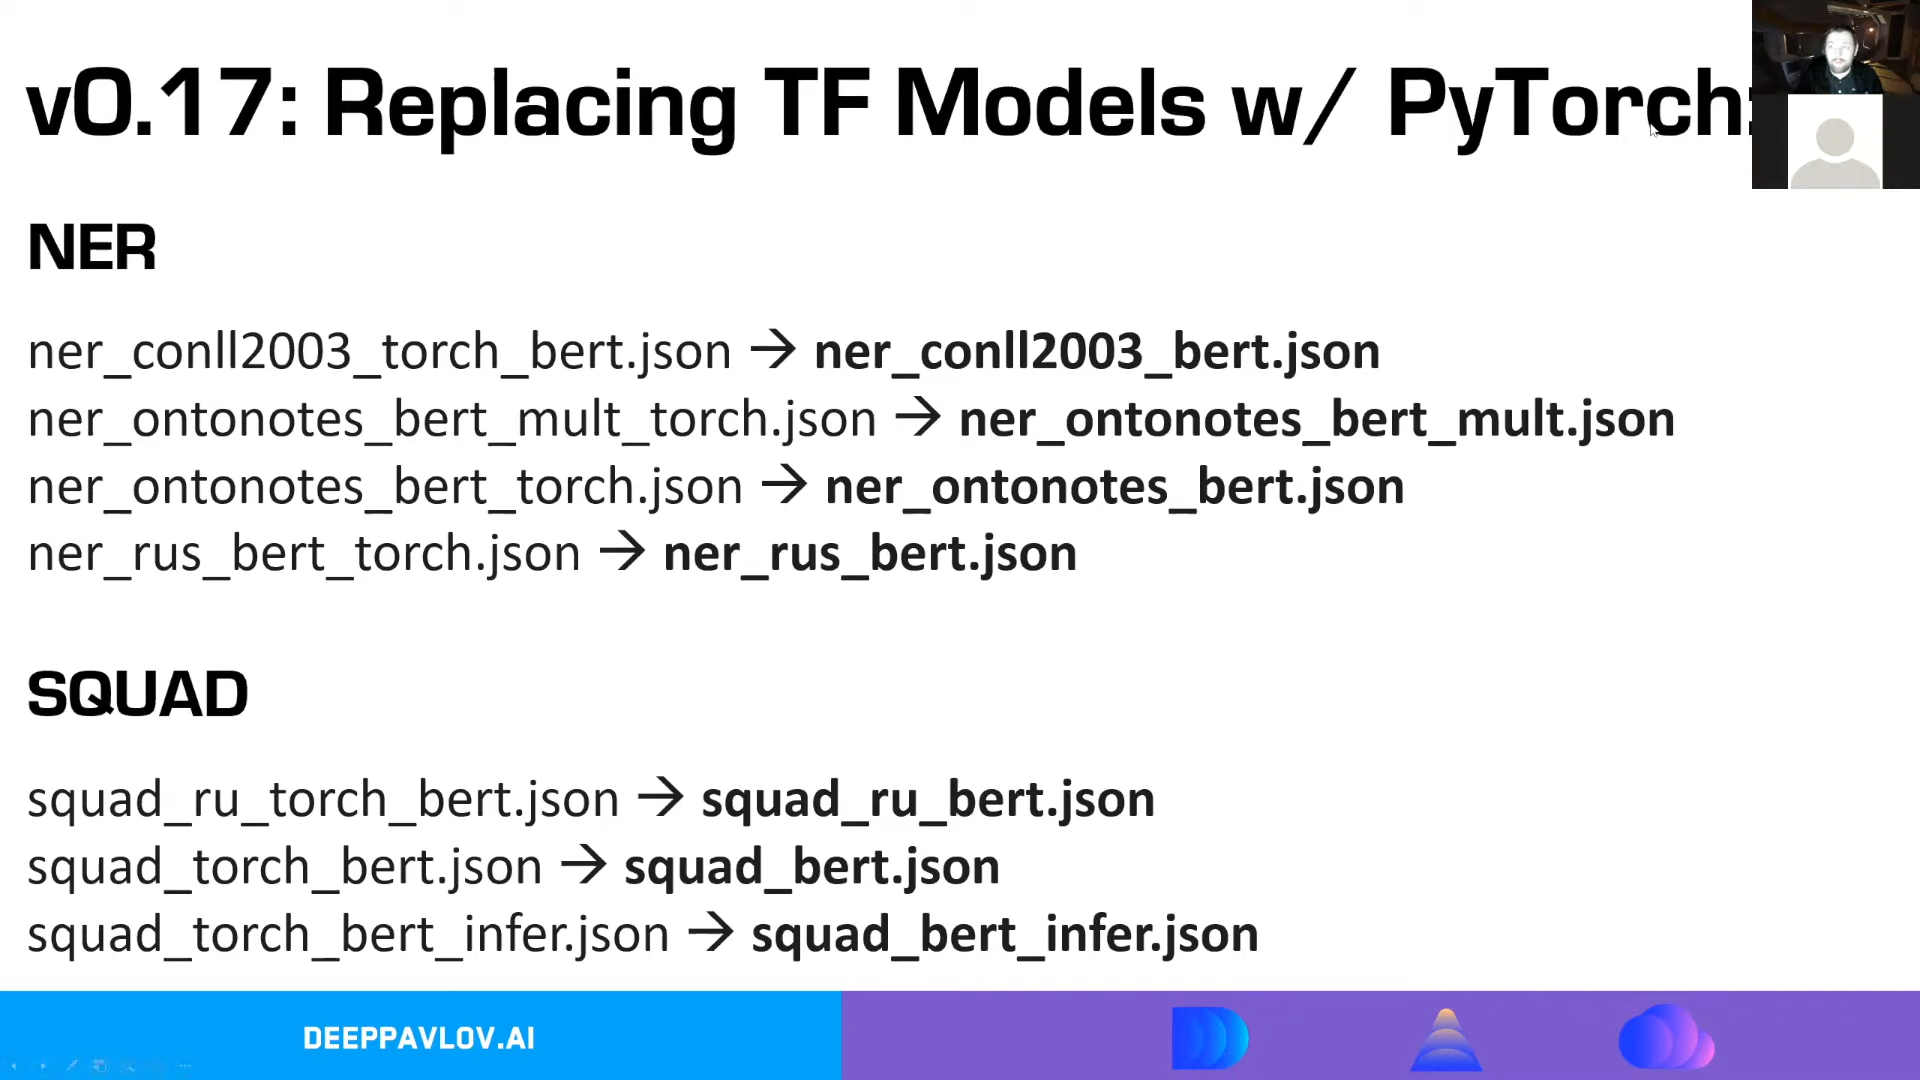 v0.17: Replacing TF Models w/ PyTorch:
NER
ner_conll2003_torch_bert.json → ner_conll2003_bert.json
ner_ontonotes_bert_mult_torch.json → ner_ontonotes_bert_mult.json
ner_ontonotes_bert_torch.json → ner_ontonotes_bert.json
ner_rus_bert_torch.json → ner_rus_bert.json
SQUAD
squad_ru_torch_bert.json → squad_ru_bert.json
squad_torch_bert.json → squad_bert.json
squad_torch_bert_infer.json → squad_bert_infer.json
DEEPPAVLOV.AI